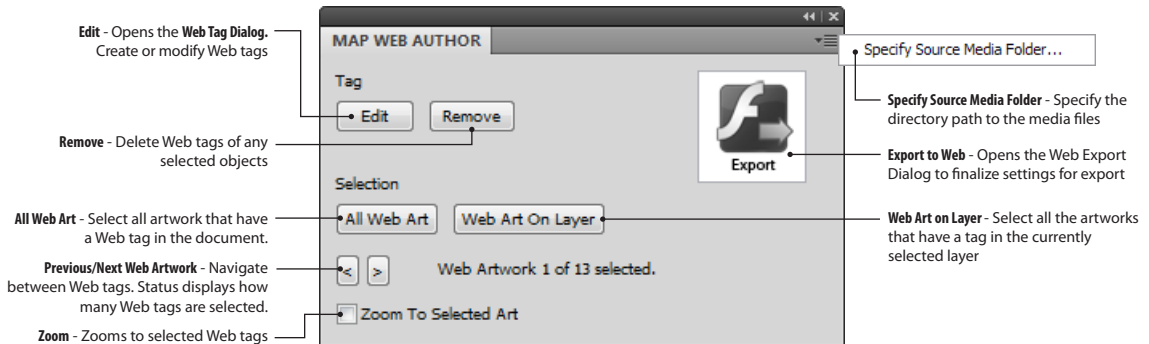 Edit - Opens the Web Tag Dialog.
Create or modify Web tags
Remove - Delete Web tags of any
selected objects
All Web Art - Select all artwork that have
a Web tag in the document.
Previous/Next Web Artwork - Navigate
between Web tags. Status displays how
many Web tags are selected.
Zoom - Zooms to selected Web tags
MAP WEB AUTHOR
Tag
Edit
Remove
Export
Selection
All Web Art
Web Art On Layer
< >
Web Artwork 1 of 13 selected.
Zoom To Selected Art
Specify Source Media Folder...
Specify Source Media Folder - Specify the
directory path to the media files
Export to Web - Opens the Web Export
Dialog to finalize settings for export
Web Art on Layer - Select all the artworks
that have a tag in the currently
selected layer